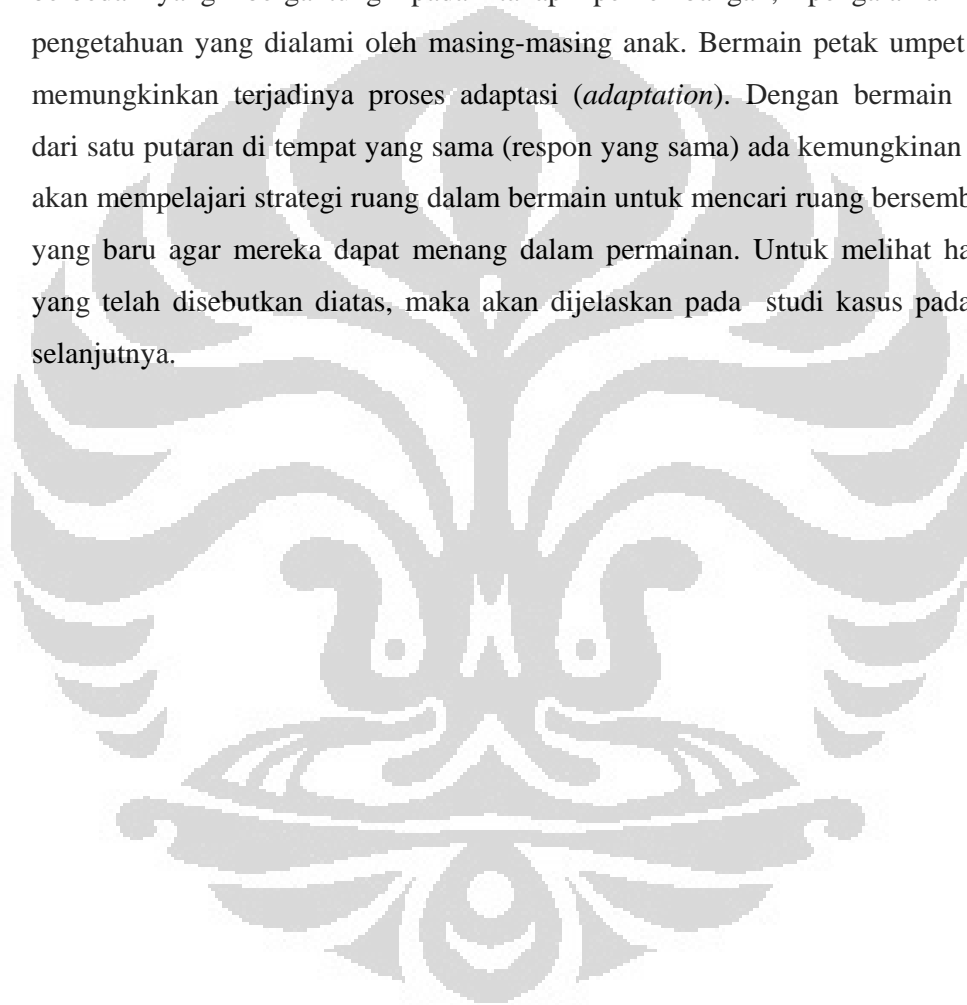 pada
pengetahuan yang dialami oleh masing-masing anak. Bermain petak umpet
memungkinkan terjadinya proses adaptasi (adaptation). Dengan bermain
dari satu putaran di tempat yang sama (respon yang sama) ada kemungkinan
akan mempelajari strategi ruang dalam bermain untuk mencari ruang bersemb
yang baru agar mereka dapat menang dalam permainan. Untuk melihat ha
yang telah disebutkan diatas, maka akan dijelaskan pada studi kasus pada
selanjutnya.